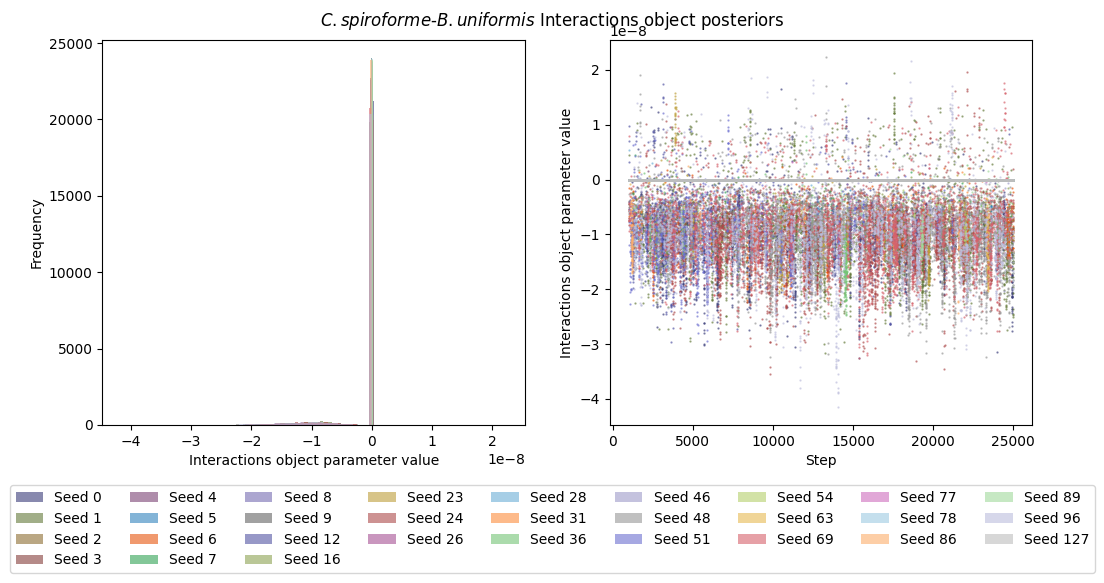 C. spiroforme-B. uniformis Interactions object posteriors
25000
20000
15000
10000
5000
0
Frequency
−4
−3
−2
−1
0
1
2
1e−8
Interactions object parameter value
1e−8
2
1
0
−1
−2
−3
−4
Interactions object parameter value
0
5000
10000
15000
20000
25000
Step
Seed 0
Seed 1
Seed 2
Seed 3
Seed 4
Seed 5
Seed 6
Seed 7
Seed 8
Seed 9
Seed 12
Seed 16
Seed 23
Seed 24
Seed 26
Seed 28
Seed 31
Seed 36
Seed 46
Seed 48
Seed 51
Seed 54
Seed 63
Seed 69
Seed 77
Seed 78
Seed 86
Seed 89
Seed 96
Seed 127